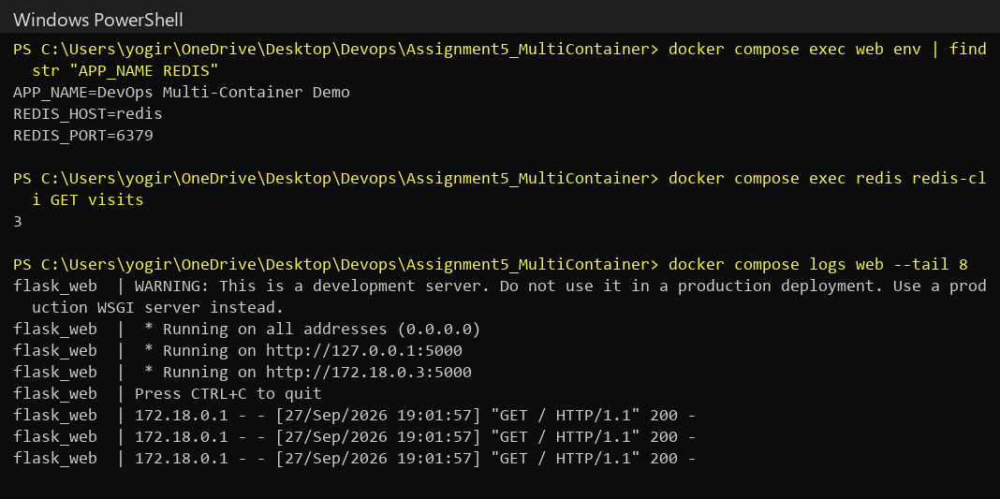 Windows PowerShell
PS C:\Users\yogir\OneDrive\Desktop\Devops\Assignment5_MultiContainer> docker compose exec web env | find
str "APP_NAME REDIS"
APP_NAME=DevOps Multi-Container Demo
REDIS_HOST=redis
REDIS_PORT=6379
PS C:\Users\yogir\OneDrive\Desktop\Devops\Assignment5_MultiContainer> docker compose exec redis redis-cl
i GET visits
3
PS C:\Users\yogir\OneDrive\Desktop\Devops\Assignment5_MultiContainer> docker compose logs web --tail 8
flask_web  | WARNING: This is a development server. Do not use it in a production deployment. Use a prod
uction WSGI server instead.
flask_web  |  * Running on all addresses (0.0.0.0)
flask_web  |  * Running on http://127.0.0.1:5000
flask_web  |  * Running on http://172.18.0.3:5000
flask_web  | Press CTRL+C to quit
flask_web  | 172.18.0.1 - - [27/Sep/2026 19:01:57] "GET / HTTP/1.1" 200 -
flask_web  | 172.18.0.1 - - [27/Sep/2026 19:01:57] "GET / HTTP/1.1" 200 -
flask_web  | 172.18.0.1 - - [27/Sep/2026 19:01:57] "GET / HTTP/1.1" 200 -